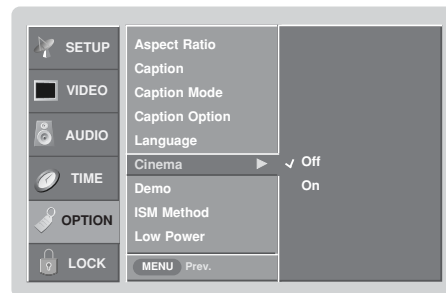 SETUP
VIDEO
AUDIO
TIME
OPTION
LOCK
Aspect Ratio
Caption
Caption Mode
Caption Option
Language
Cinema
Demo
ISM Method
Low Power
MENU Prev.
Off
On